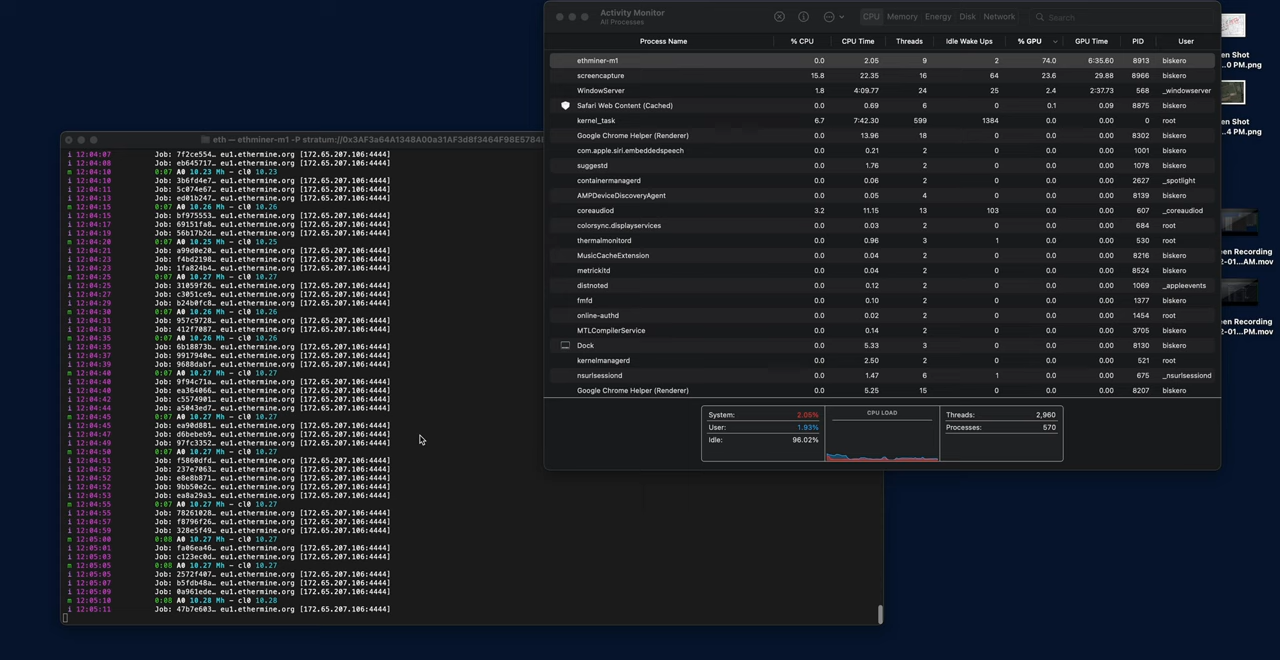 Activity Monitor
All Processes
CPU Memory Energy Disk Network
Search
Process Name % CPU CPU Time Threads Idle Wake Ups % GPU GPU Time PID User
ethminer-m1 0.0 2.05 9 2 74.0 6:35.60 8913 biskero
screencapture 15.8 22.35 16 64 23.6 29.88 8966 biskero
WindowServer 1.8 4:09.77 24 25 2.4 2:37.73 568 _windowserver
Safari Web Content (Cached) 0.0 0.69 6 0 0.1 0.09 8875 biskero
kernel_task 6.7 7:42.30 599 1384 0.0 0.00 0 root
Google Chrome Helper (Renderer) 0.0 13.96 18 0 0.0 0.00 8302 biskero
com.apple.siri.embeddedspeech 0.0 0.21 2 0 0.0 0.00 1001 biskero
suggestd 0.0 1.76 2 0 0.0 0.00 1078 biskero
containermanagerd 0.0 0.06 2 0 0.0 0.00 2627 _spotlight
AMPDeviceDiscoveryAgent 0.0 0.05 4 0 0.0 0.00 8139 biskero
coreaudiod 3.2 11.15 13 103 0.0 0.00 607 _coreaudiod
colorsync.displayservices 0.0 0.03 2 0 0.0 0.00 684 root
thermalmonitord 0.0 0.96 3 1 0.0 0.00 530 root
MusicCacheExtension 0.0 0.04 2 0 0.0 0.00 8216 biskero
metrickitd 0.0 0.04 2 0 0.0 0.00 8524 biskero
distnoted 0.0 0.12 2 0 0.0 0.00 1069 _appleevents
fmfd 0.0 0.10 2 0 0.0 0.00 1377 biskero
online-authd 0.0 0.02 2 0 0.0 0.00 1454 root
MTLCompilerService 0.0 0.14 2 0 0.0 0.00 3705 biskero
Dock 0.0 5.33 3 0 0.0 0.00 8130 biskero
kernelmanagerd 0.0 2.50 2 0 0.0 0.00 521 root
nsurlsessiond 0.0 1.47 6 1 0.0 0.00 675 _nsurlsessiond
Google Chrome Helper (Renderer) 0.0 5.25 15 0 0.0 0.00 8207 biskero
System: 2.05%
User: 1.93%
Idle: 96.02%
CPU LOAD
Threads: 2,960
Processes: 570
eth — ethminer-m1 -P stratum://0x3AF3a64A1348A00a31AF3d8f3464F98E5784
i 12:04:07 Job: 7f2ce554… eu1.ethermine.org [172.65.207.106:4444]
i 12:04:08 Job: eb645717… eu1.ethermine.org [172.65.207.106:4444]
m 12:04:10 0:07 A0 10.23 Mh - cl0 10.23
i 12:04:10 Job: 3b6fd4e7… eu1.ethermine.org [172.65.207.106:4444]
i 12:04:11 Job: 5c074e67… eu1.ethermine.org [172.65.207.106:4444]
i 12:04:13 Job: ed01b247… eu1.ethermine.org [172.65.207.106:4444]
m 12:04:15 0:07 A0 10.26 Mh - cl0 10.26
i 12:04:15 Job: bf975553… eu1.ethermine.org [172.65.207.106:4444]
i 12:04:17 Job: 69151fa8… eu1.ethermine.org [172.65.207.106:4444]
i 12:04:19 Job: 56b17b2d… eu1.ethermine.org [172.65.207.106:4444]
m 12:04:20 0:07 A0 10.25 Mh - cl0 10.25
i 12:04:21 Job: a99d0e20… eu1.ethermine.org [172.65.207.106:4444]
i 12:04:23 Job: f4bd2198… eu1.ethermine.org [172.65.207.106:4444]
i 12:04:23 Job: 1fa824b4… eu1.ethermine.org [172.65.207.106:4444]
m 12:04:25 0:07 A0 10.27 Mh - cl0 10.27
i 12:04:25 Job: 31059f26… eu1.ethermine.org [172.65.207.106:4444]
i 12:04:27 Job: c3051ce9… eu1.ethermine.org [172.65.207.106:4444]
i 12:04:29 Job: b24b0fc8… eu1.ethermine.org [172.65.207.106:4444]
m 12:04:30 0:07 A0 10.26 Mh - cl0 10.26
i 12:04:31 Job: 957c9728… eu1.ethermine.org [172.65.207.106:4444]
i 12:04:33 Job: 412f7087… eu1.ethermine.org [172.65.207.106:4444]
m 12:04:35 0:07 A0 10.26 Mh - cl0 10.26
i 12:04:35 Job: 6b18873b… eu1.ethermine.org [172.65.207.106:4444]
i 12:04:37 Job: 9917940e… eu1.ethermine.org [172.65.207.106:4444]
i 12:04:39 Job: 9688dabf… eu1.ethermine.org [172.65.207.106:4444]
m 12:04:40 0:07 A0 10.27 Mh - cl0 10.27
i 12:04:40 Job: 9f94c71a… eu1.ethermine.org [172.65.207.106:4444]
i 12:04:40 Job: ea364066… eu1.ethermine.org [172.65.207.106:4444]
i 12:04:42 Job: c5574901… eu1.ethermine.org [172.65.207.106:4444]
i 12:04:44 Job: a5043ed7… eu1.ethermine.org [172.65.207.106:4444]
m 12:04:45 0:07 A0 10.27 Mh - cl0 10.27
i 12:04:45 Job: ea90d881… eu1.ethermine.org [172.65.207.106:4444]
i 12:04:47 Job: d6bebeb9… eu1.ethermine.org [172.65.207.106:4444]
i 12:04:49 Job: 97fc3352… eu1.ethermine.org [172.65.207.106:4444]
m 12:04:50 0:07 A0 10.27 Mh - cl0 10.27
i 12:04:51 Job: f5860dfd… eu1.ethermine.org [172.65.207.106:4444]
i 12:04:52 Job: 237e7063… eu1.ethermine.org [172.65.207.106:4444]
i 12:04:52 Job: e8e8b871… eu1.ethermine.org [172.65.207.106:4444]
i 12:04:52 Job: 9bb50e2c… eu1.ethermine.org [172.65.207.106:4444]
i 12:04:53 Job: ea8a29a3… eu1.ethermine.org [172.65.207.106:4444]
m 12:04:55 0:07 A0 10.27 Mh - cl0 10.27
i 12:04:55 Job: 78261028… eu1.ethermine.org [172.65.207.106:4444]
i 12:04:57 Job: f8796f26… eu1.ethermine.org [172.65.207.106:4444]
i 12:04:59 Job: 328e5f49… eu1.ethermine.org [172.65.207.106:4444]
m 12:05:00 0:08 A0 10.27 Mh - cl0 10.27
i 12:05:01 Job: fa06ea46… eu1.ethermine.org [172.65.207.106:4444]
i 12:05:03 Job: c123ec0d… eu1.ethermine.org [172.65.207.106:4444]
m 12:05:05 0:08 A0 10.27 Mh - cl0 10.27
i 12:05:05 Job: 2572f407… eu1.ethermine.org [172.65.207.106:4444]
i 12:05:07 Job: b5fdb48a… eu1.ethermine.org [172.65.207.106:4444]
i 12:05:09 Job: 0a961ede… eu1.ethermine.org [172.65.207.106:4444]
m 12:05:10 0:08 A0 10.28 Mh - cl0 10.28
i 12:05:11 Job: 47b7e603… eu1.ethermine.org [172.65.207.106:4444]
en Shot
...0 PM.png
en Shot
...4 PM.png
en Recording
2-01...AM.mov
en Recording
2-01...PM.mov